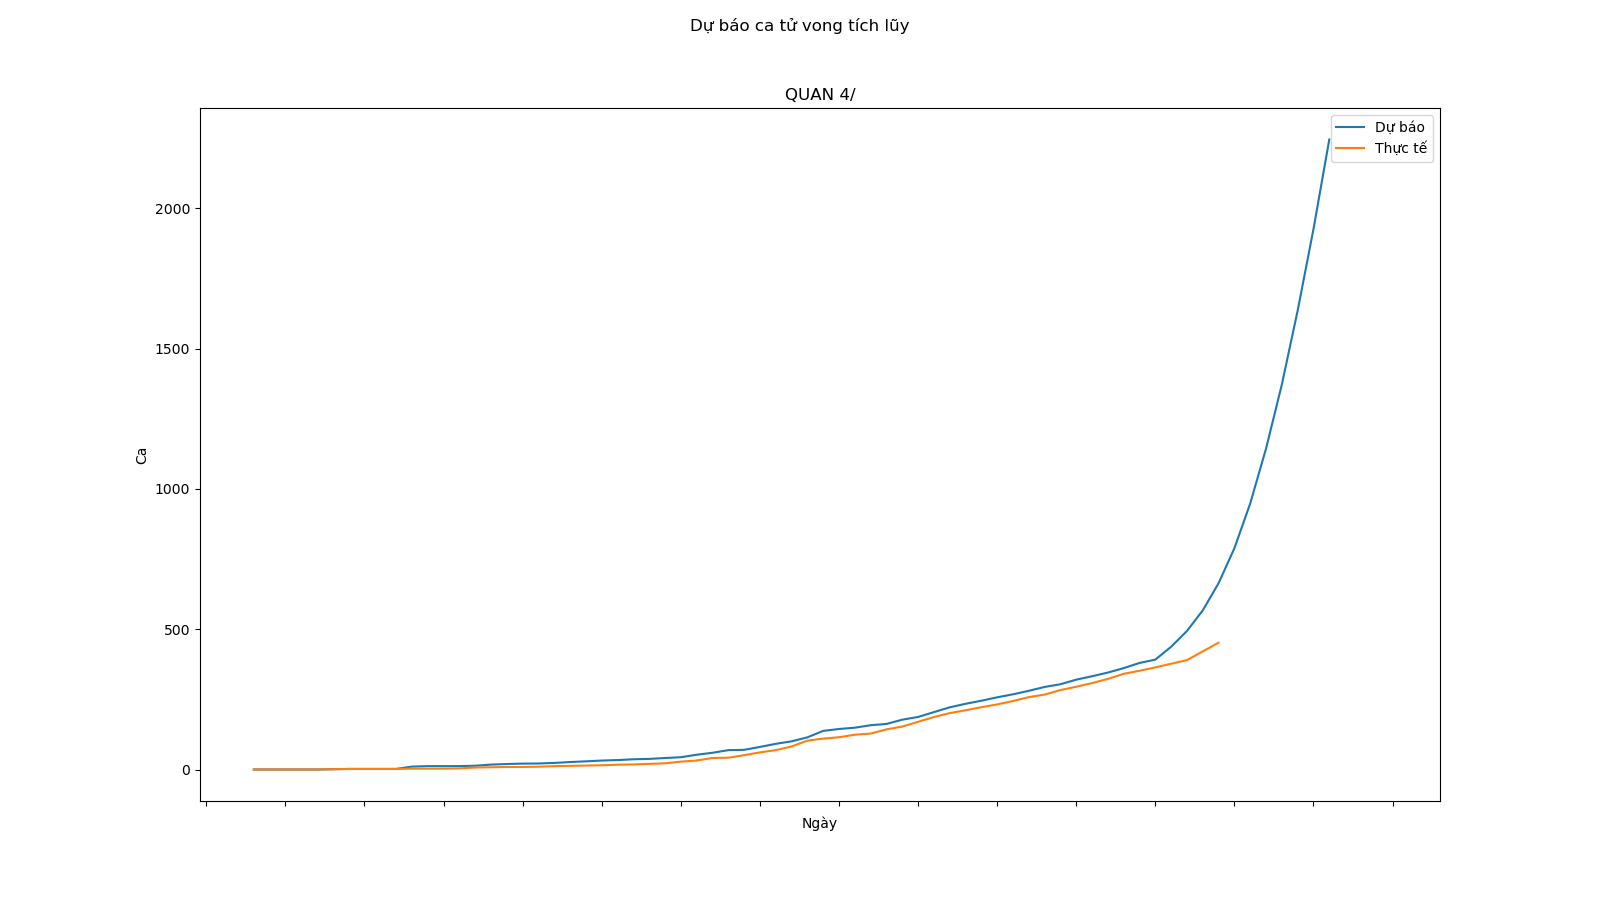 Dự báo ca tử vong tích lũy
QUAN 4/
Dự báo
Thực tế
2000
1500
1000
500
0
Ca
Ngày